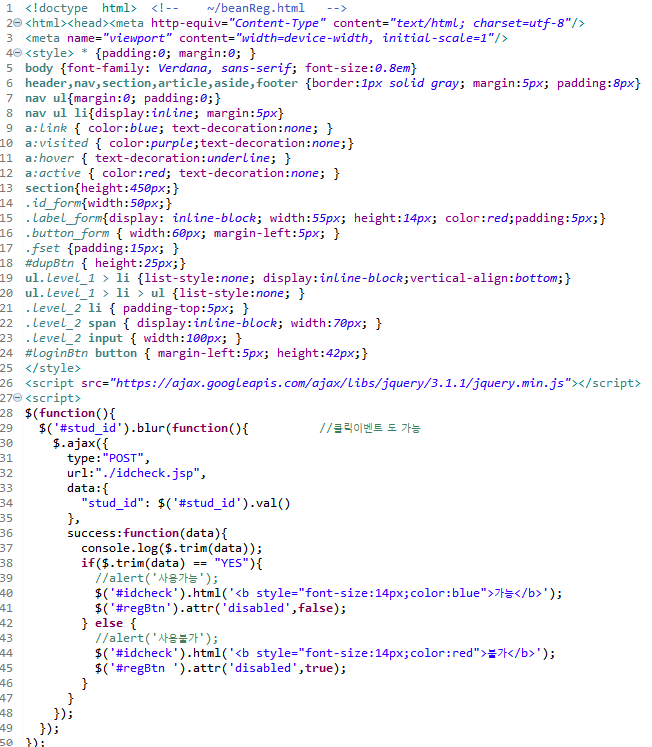 1 <!doctype html> <!-- ~/beanReg.html -->
2 <html><head><meta http-equiv="Content-Type" content="text/html; charset=utf-8"/>
3 <meta name="viewport" content="width=device-width, initial-scale=1"/>
4 <style> * {padding:0; margin:0; }
5 body {font-family: Verdana, sans-serif; font-size:0.8em}
6 header,nav,section,article,aside,footer {border:1px solid gray; margin:5px; padding:8px}
7 nav ul{margin:0; padding:0;}
8 nav ul li{display:inline; margin:5px}
9 a:link { color:blue; text-decoration:none; }
10 a:visited { color:purple;text-decoration:none;}
11 a:hover { text-decoration:underline; }
12 a:active { color:red; text-decoration:none; }
13 section{height:450px;}
14 .id_form{width:50px;}
15 .label_form{display: inline-block; width:55px; height:14px; color:red;padding:5px;}
16 .button_form { width:60px; margin-left:5px; }
17 .fset {padding:15px; }
18 #dupBtn { height:25px;}
19 ul.level_1 > li {list-style:none; display:inline-block;vertical-align:bottom;}
20 ul.level_1 > li > ul {list-style:none; }
21 .level_2 li { padding-top:5px; }
22 .level_2 span { display:inline-block; width:70px; }
23 .level_2 input { width:100px; }
24 #loginBtn button { margin-left:5px; height:42px;}
25 </style>
26 <script src="https://ajax.googleapis.com/ajax/libs/jquery/3.1.1/jquery.min.js"></script>
27 <script>
28 $(function(){
29 $('#stud_id').blur(function(){ //클릭이벤트 도 가능
30 $.ajax({
31 type:"POST",
32 url:"./idcheck.jsp",
33 data:{
34 "stud_id": $('#stud_id').val()
35 },
36 success:function(data){
37 console.log($.trim(data));
38 if($.trim(data) == "YES"){
39 //alert('사용가능');
40 $('#idcheck').html('<b style="font-size:14px;color:blue">가능</b>');
41 $('#regBtn').attr('disabled',false);
42 } else {
43 //alert('사용불가');
44 $('#idcheck').html('<b style="font-size:14px;color:red">불가</b>');
45 $('#regBtn ').attr('disabled',true);
46 }
47 }
48 });
49 });
50 });